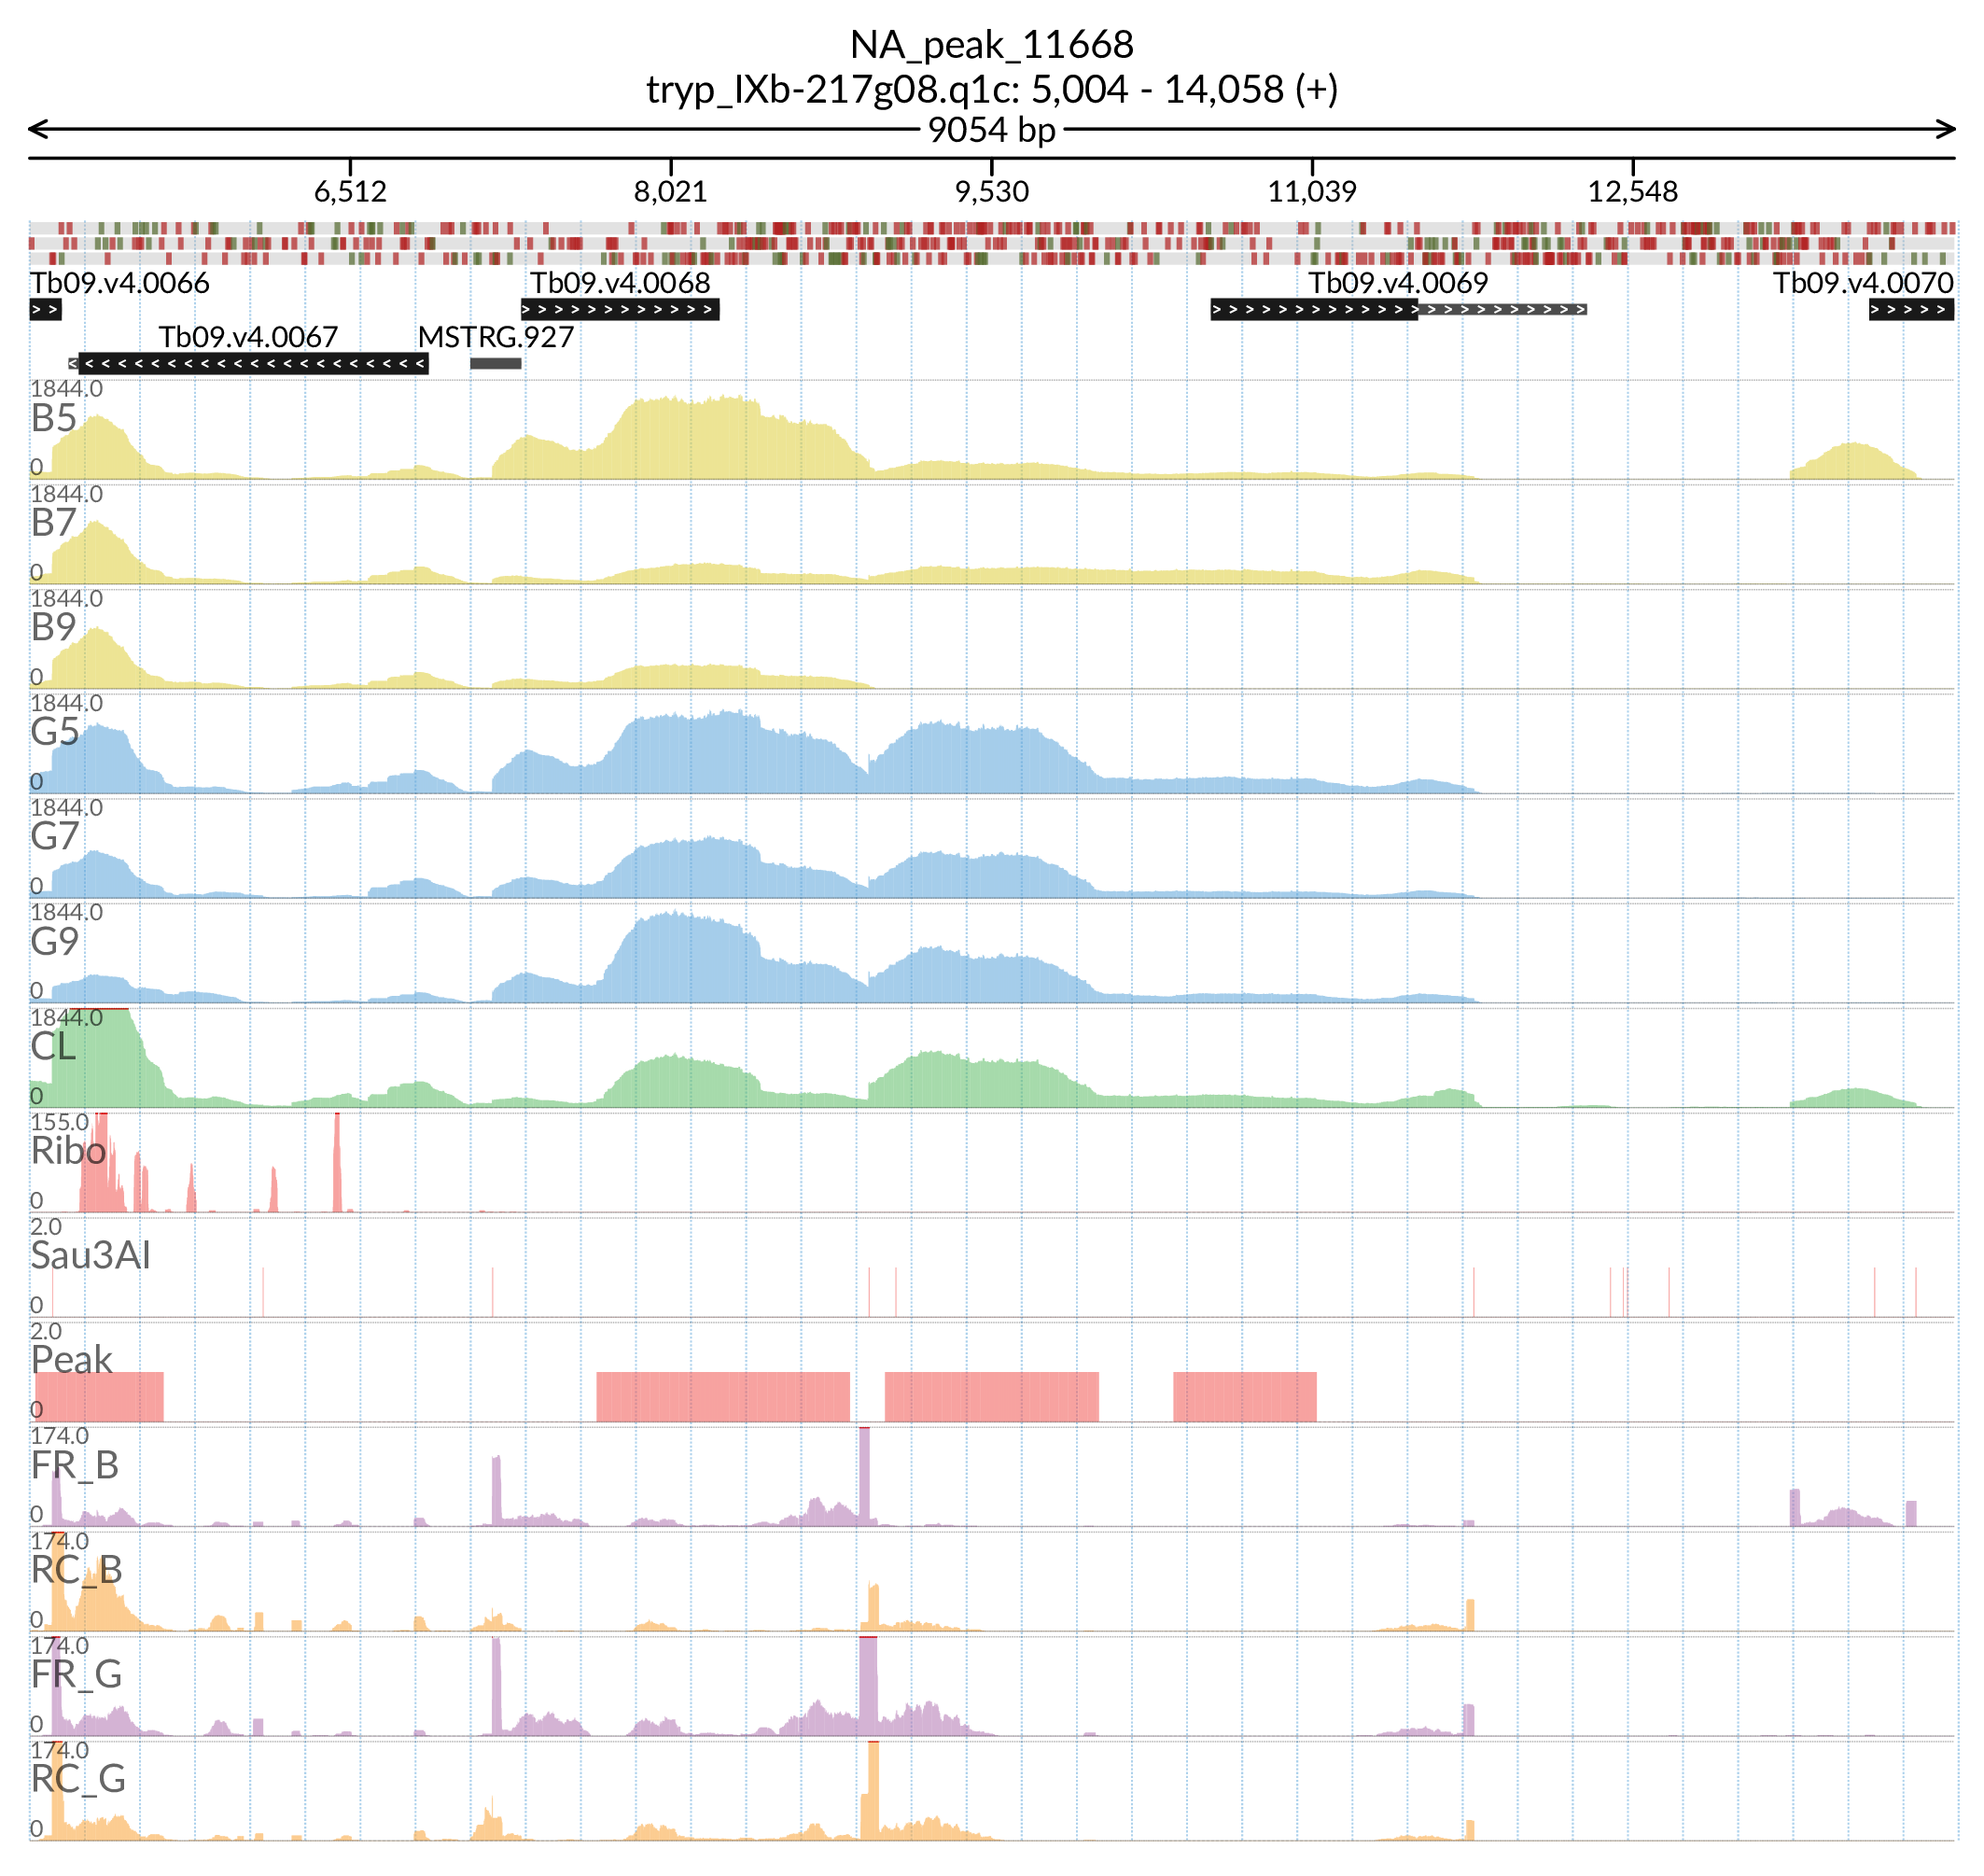 NA_peak_11668
tryp_IXb-217g08.q1c: 5,004 - 14,058 (+)
9054 bp
6,512 8,021 9,530 11,039 12,548
Tb09.v4.0066 Tb09.v4.0068 Tb09.v4.0069 Tb09.v4.0070
Tb09.v4.0067 MSTRG.927
1844.0
B5
0
1844.0
B7
0
1844.0
B9
0
1844.0
G5
0
1844.0
G7
0
1844.0
G9
0
1844.0
CL
0
155.0
Ribo
0
2.0
Sau3AI
0
2.0
Peak
0
174.0
FR_B
0
174.0
RC_B
0
174.0
FR_G
0
174.0
RC_G
0